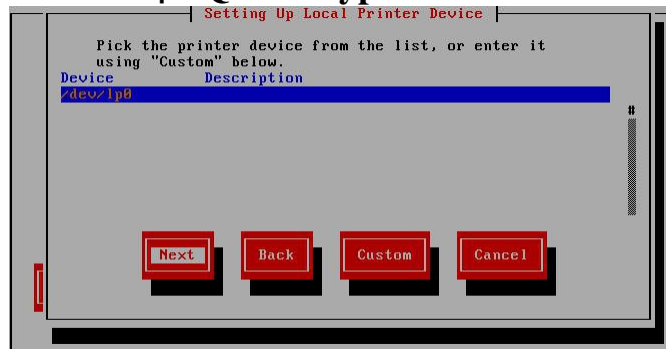 Setting Up Local Printer Device
Pick the printer device from the list, or enter it
using "Custom" below.
Device Description
/dev/lp0
#
Next Back Custom Cancel